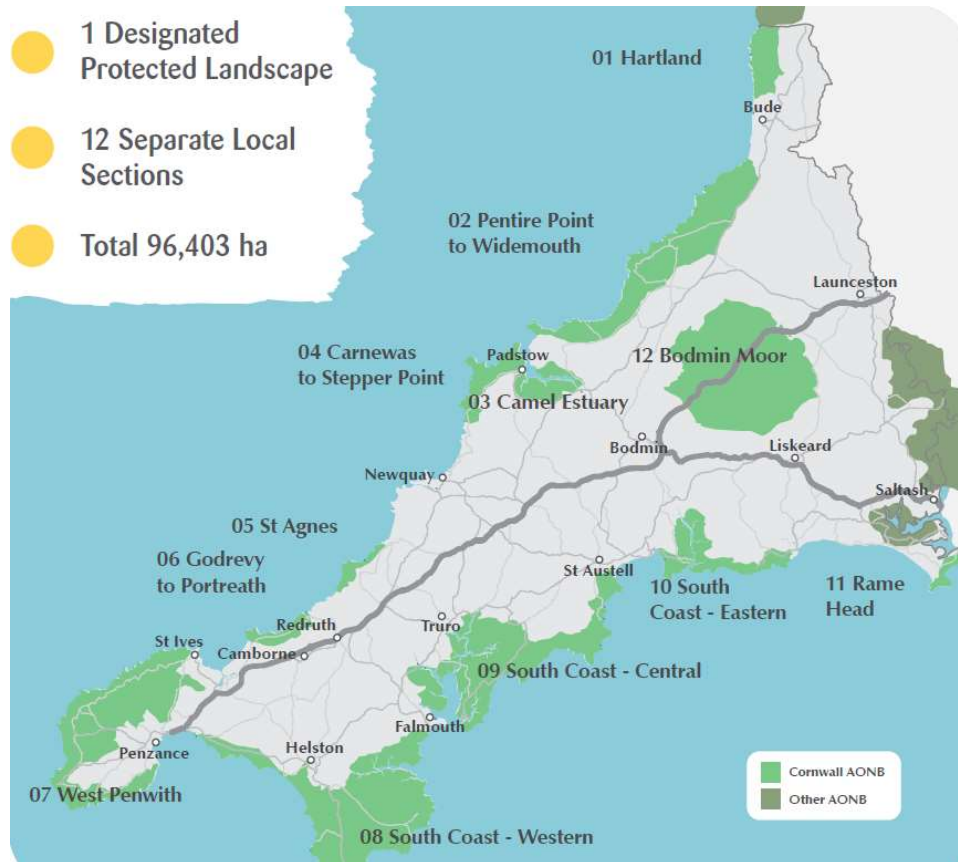 1 Designated
Protected Landscape
12 Separate Local
Sections
Total 96,403 ha
01 Hartland
Bude
02 Pentire Point
to Widemouth
Launceston
04 Carnewas
to Stepper Point
Padstow
12 Bodmin Moor
03 Camel Estuary
Bodmin
Liskeard
Newquay
Saltash
05 St Agnes
06 Godrevy
to Portreath
St Austell
10 South
Coast - Eastern
11 Rame
Head
Redruth
Truro
St Ives
Camborne
09 South Coast - Central
Falmouth
Penzance
Helston
07 West Penwith
08 South Coast - Western
Cornwall AONB
Other AONB